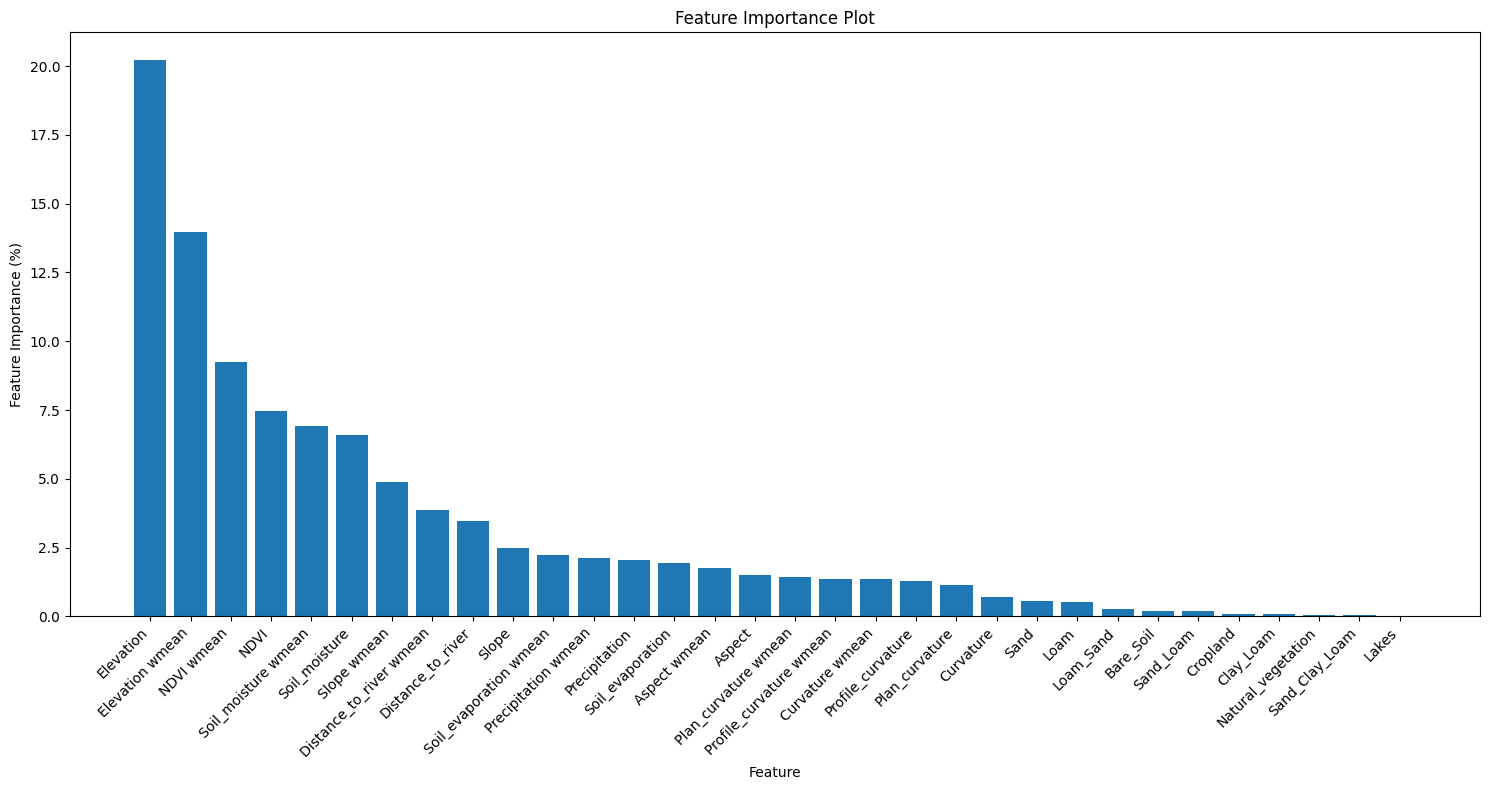 Feature Importance Plot
Feature Importance (%)
20.0
17.5
15.0
12.5
10.0
7.5
5.0
2.5
0.0
Elevation
Elevation wmean
NDVI wmean
NDVI
Soil_moisture wmean
Soil_moisture
Slope wmean
Distance_to_river wmean
Distance_to_river
Slope
Soil_evaporation wmean
Precipitation wmean
Precipitation
Soil_evaporation
Aspect wmean
Aspect
Plan_curvature wmean
Profile_curvature wmean
Curvature wmean
Profile_curvature
Plan_curvature
Curvature
Sand
Loam
Loam_Sand
Bare_Soil
Sand_Loam
Cropland
Clay_Loam
Natural_vegetation
Sand_Clay_Loam
Lakes
Feature